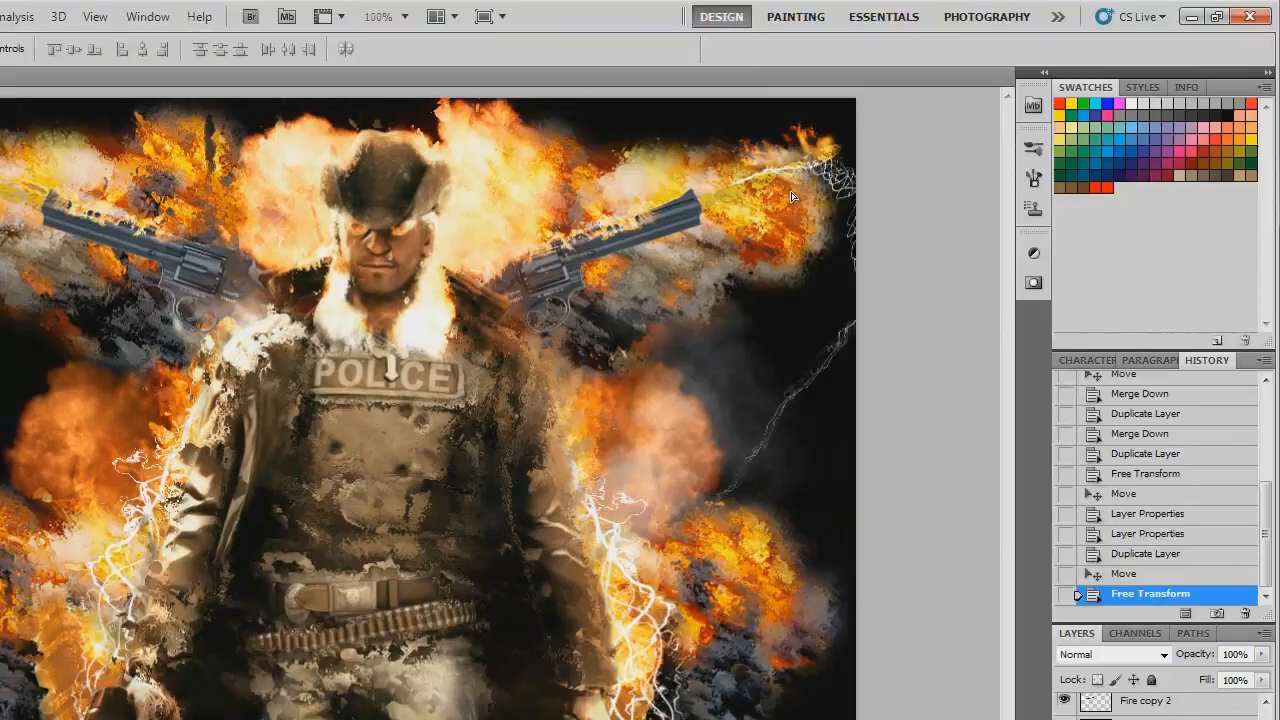 nalysis 3D View Window Help Br Mb 100% DESIGN PAINTING ESSENTIALS PHOTOGRAPHY CS Live
ntrols
SWATCHES STYLES INFO
Mb
POLICE
CHARACTER PARAGRAPH HISTORY
Move
Merge Down
Duplicate Layer
Merge Down
Duplicate Layer
Free Transform
Move
Layer Properties
Layer Properties
Duplicate Layer
Move
Free Transform
LAYERS CHANNELS PATHS
Normal Opacity: 100%
Lock: Fill: 100%
Fire copy 2